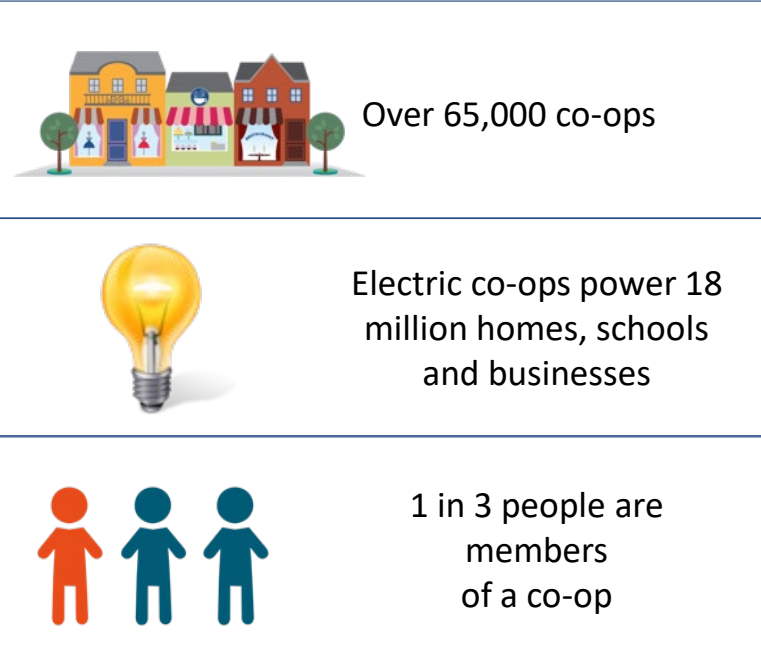 Over 65,000 co-ops
Electric co-ops power 18
million homes, schools
and businesses
1 in 3 people are
members
of a co-op